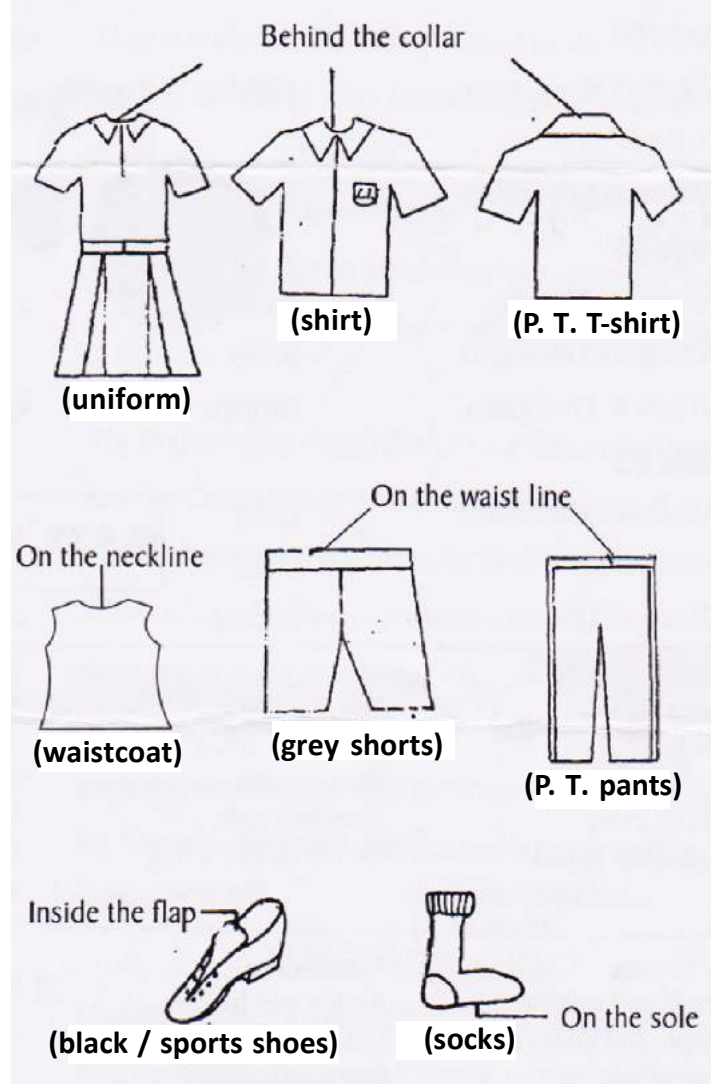 Behind the collar
(shirt)
(P. T. T-shirt)
(uniform)
On the waist line
On the neckline
(waistcoat)
(grey shorts)
(P. T. pants)
Inside the flap
On the sole
(black / sports shoes)
(socks)